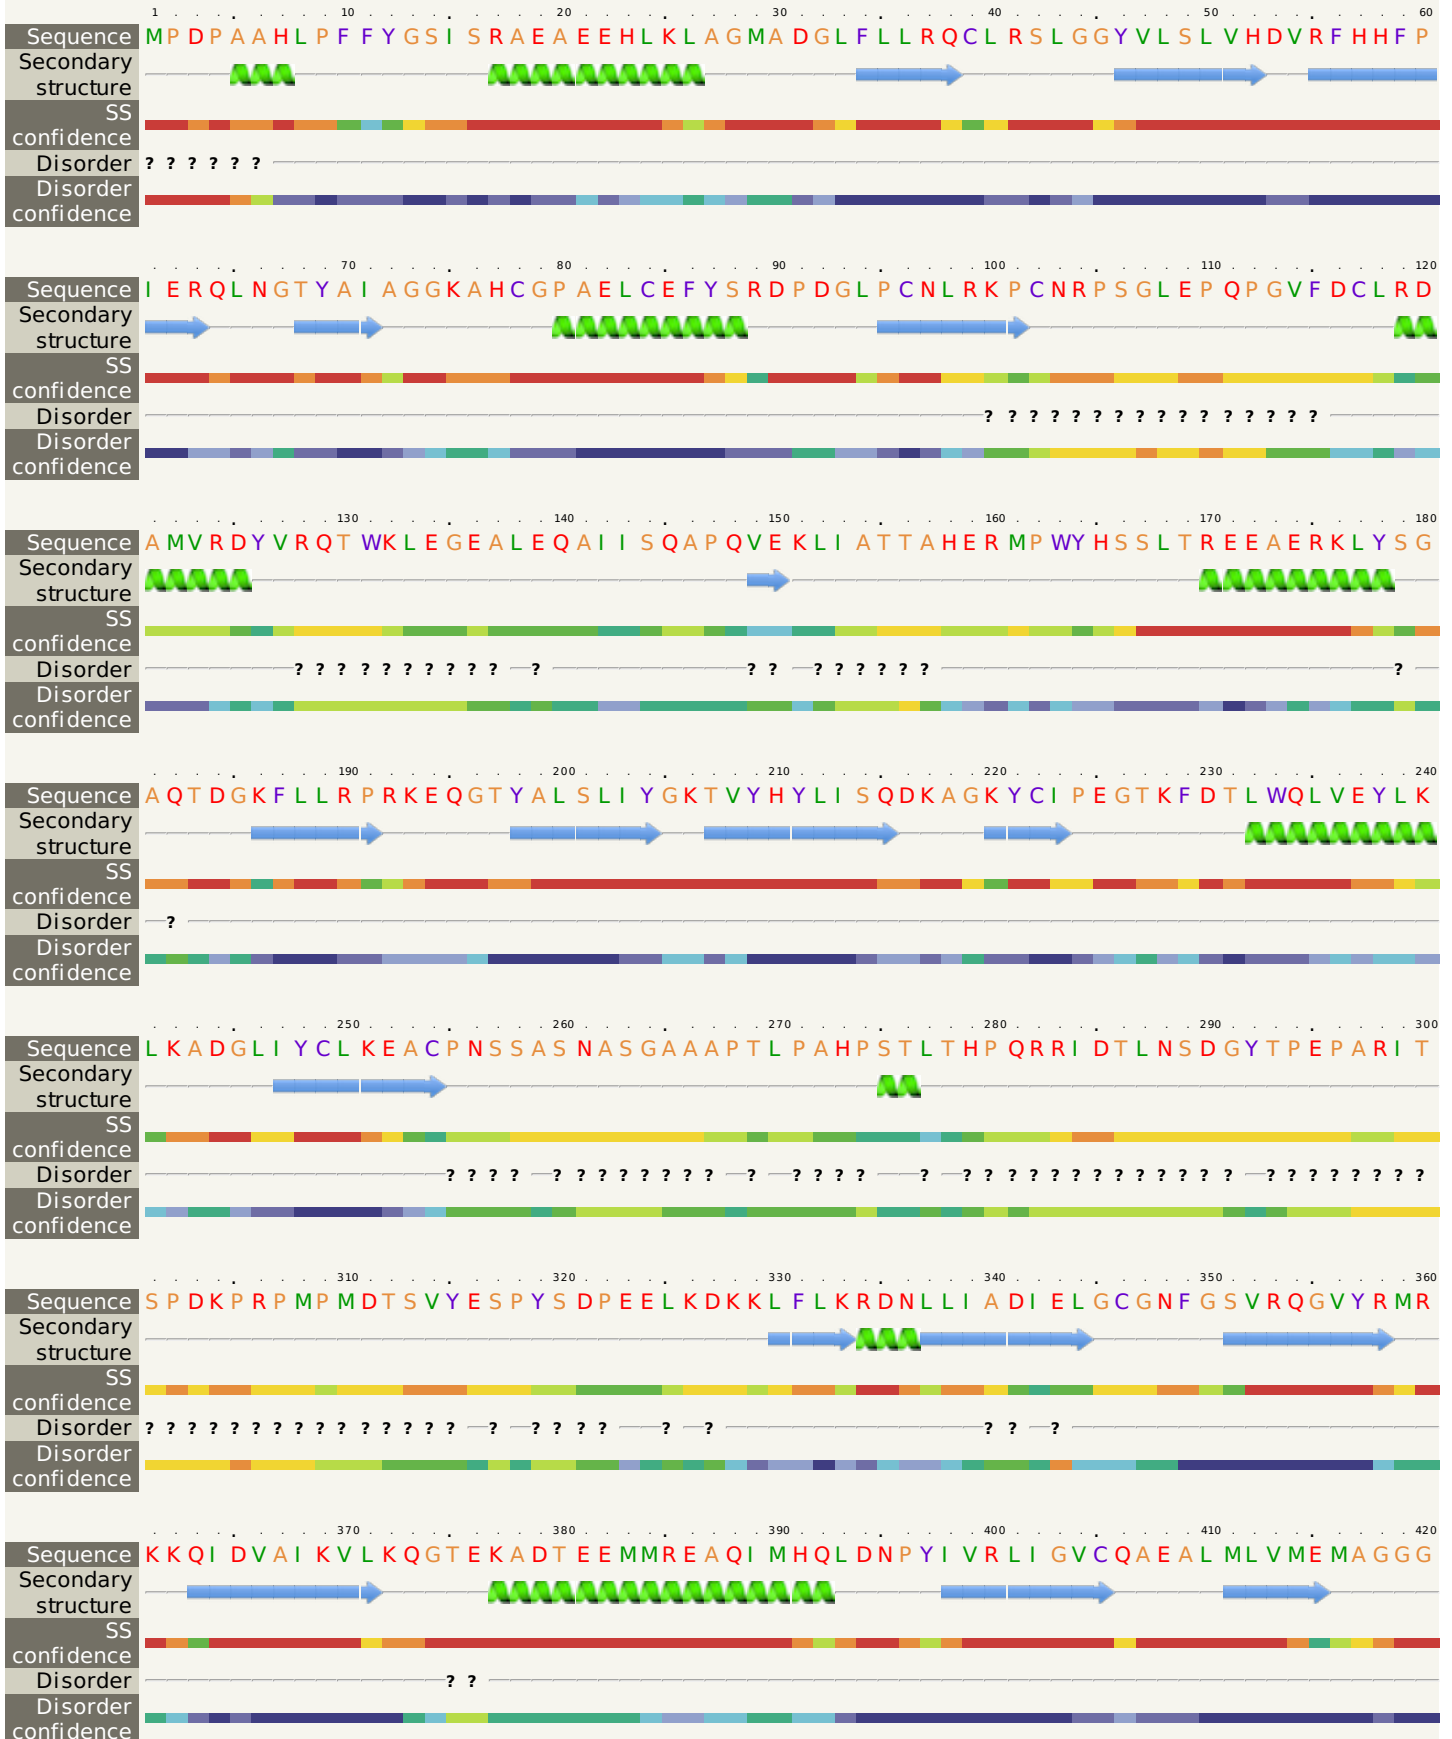 1 10 20 30 40 50 60
Sequence M P D P A A H L P F F Y G S I S R A E A E E H L K L A G M A D G L F L L R Q C L R S L G G Y V L S L V H D V R F H H F P
Secondary
structure
SS
confidence
Disorder ? ? ? ? ? ?
Disorder
confidence
70 80 90 100 110 120
Sequence I E R Q L N G T Y A I A G G K A H C G P A E L C E F Y S R D P D G L P C N L R K P C N R P S G L E P Q P G V F D C L R D
Secondary
structure
SS
confidence
Disorder ? ? ? ? ? ? ? ? ? ? ? ? ? ? ? ?
Disorder
confidence
130 140 150 160 170 180
Sequence A M V R D Y V R Q T W K L E G E A L E Q A I I S Q A P Q V E K L I A T T A H E R M P W Y H S S L T R E E A E R K L Y S G
Secondary
structure
SS
confidence
Disorder ? ? ? ? ? ? ? ? ? ? ? ? ? ? ? ? ? ? ? ?
Disorder
confidence
190 200 210 220 230 240
Sequence A Q T D G K F L L R P R K E Q G T Y A L S L I Y G K T V Y H Y L I S Q D K A G K Y C I P E G T K F D T L W Q L V E Y L K
Secondary
structure
SS
confidence
Disorder ?
Disorder
confidence
250 260 270 280 290 300
Sequence L K A D G L I Y C L K E A C P N S S A S N A S G A A A P T L P A H P S T L T H P Q R R I D T L N S D G Y T P E P A R I T
Secondary
structure
SS
confidence
Disorder ? ? ? ? ? ? ? ? ? ? ? ? ? ? ? ? ? ? ? ? ? ? ? ? ? ? ? ? ? ? ? ? ? ? ? ? ? ? ?
Disorder
confidence
310 320 330 340 350 360
Sequence S P D K P R P M P M D T S V Y E S P Y S D P E E L K D K K L F L K R D N L L I A D I E L G C G N F G S V R Q G V Y R M R
Secondary
structure
SS
confidence
Disorder ? ? ? ? ? ? ? ? ? ? ? ? ? ? ? ? ? ? ? ? ? ? ? ? ?
Disorder
confidence
370 380 390 400 410 420
Sequence K K Q I D V A I K V L K Q G T E K A D T E E M M R E A Q I M H Q L D N P Y I V R L I G V C Q A E A L M L V M E M A G G G
Secondary
structure
SS
confidence
Disorder ? ?
Disorder
confidence